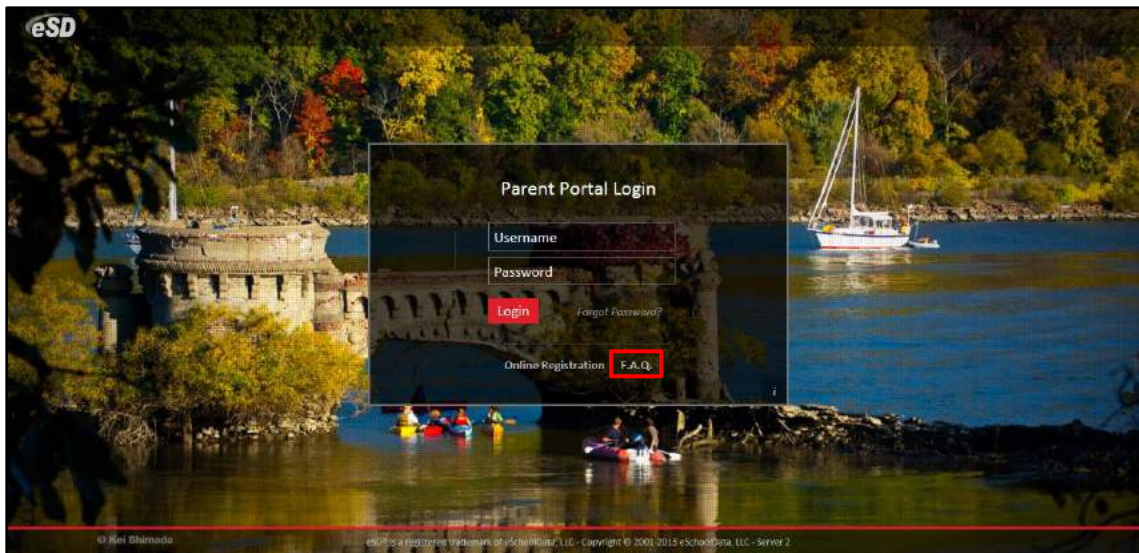 eSD
Parent Portal Login
Username
Password
Login Forgot Password?
Online Registration F.A.Q.
i
© Kei Shimada eSD® is a registered trademark of eSchoolData, LLC - Copyright © 2001-2015 eSchoolData, LLC - Server 2